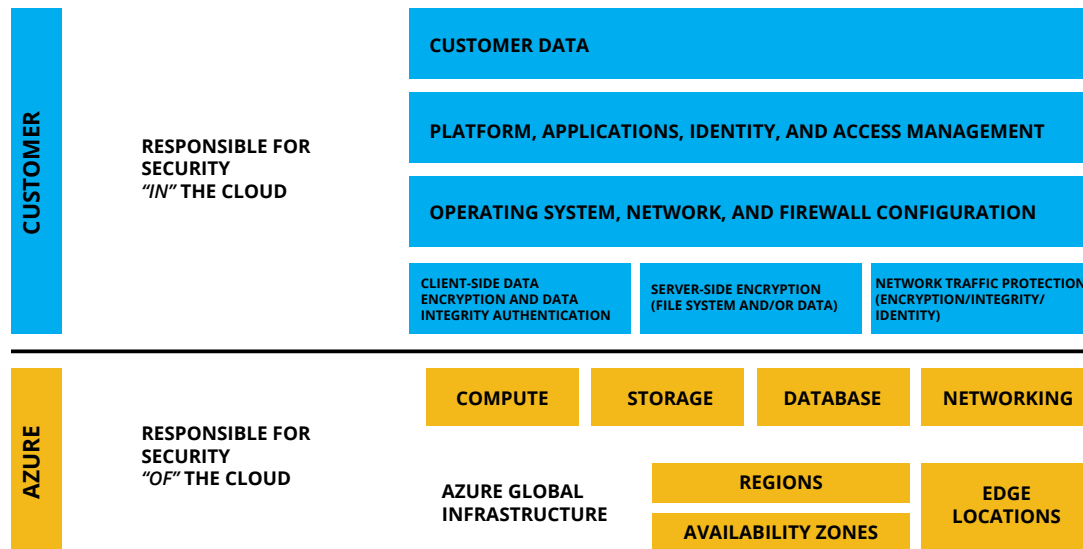 CUSTOMER
RESPONSIBLE FOR
SECURITY
“IN” THE CLOUD
CUSTOMER DATA
PLATFORM, APPLICATIONS, IDENTITY, AND ACCESS MANAGEMENT
OPERATING SYSTEM, NETWORK, AND FIREWALL CONFIGURATION
CLIENT-SIDE DATA
ENCRYPTION AND DATA
INTEGRITY AUTHENTICATION
SERVER-SIDE ENCRYPTION
(FILE SYSTEM AND/OR DATA)
NETWORK TRAFFIC PROTECTION
(ENCRYPTION/INTEGRITY/
IDENTITY)
AZURE
RESPONSIBLE FOR
SECURITY
“OF” THE CLOUD
COMPUTE
STORAGE
DATABASE
NETWORKING
AZURE GLOBAL
INFRASTRUCTURE
REGIONS
AVAILABILITY ZONES
EDGE
LOCATIONS